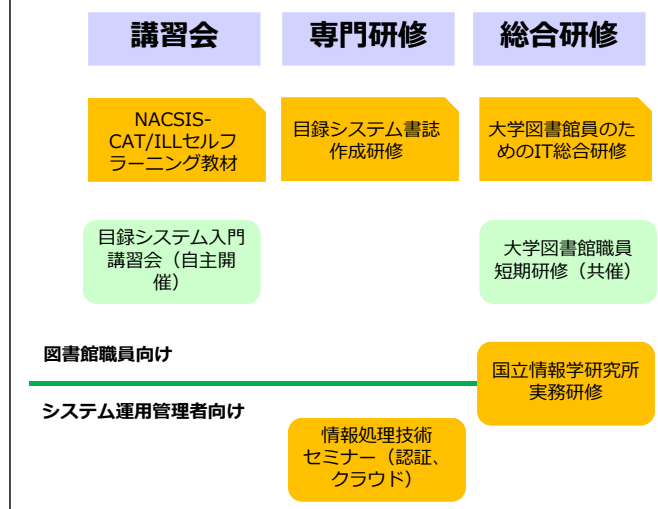 講習会
専門研修
総合研修
NACSIS-
CAT/ILLセルフ
ラーニング教材
目録システム書誌
作成研修
大学図書館員のた
めのIT総合研修
目録システム入門
講習会（自主開
催）
大学図書館職員
短期研修（共催）
図書館職員向け
国立情報学研究所
実務研修
システム運用管理者向け
情報処理技術
セミナー（認証、
クラウド）